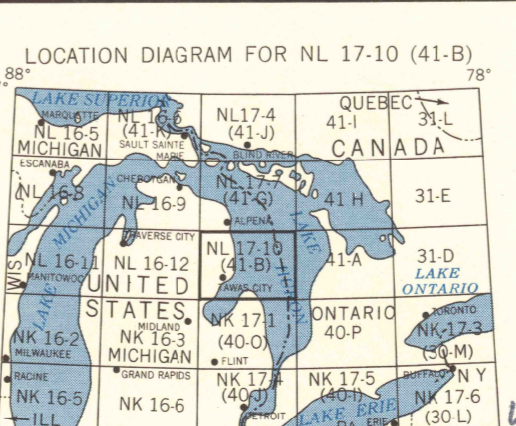 LOCATION DIAGRAM FOR NL 17-10 (41-B)
88°
78°
LAKE SUPERIOR
QUEBEC
MARQUETTE
NL 16-5
NL 16-6
(41-K)
NL17-4
(41-J)
41-I
31-L
MICHIGAN
SAULT SAINTE
MARIE
BLIND RIVER
CANADA
ESCANABA
CHEBOYGAN
NL 16-8
NL 16-9
NL 17-7
(41-G)
41 H
31-E
ALPENA
LAKE MICHIGAN
LAKE HURON
TRAVERSE CITY
NL 16-11
NL 16-12
NL 17-10
(41-B)
41-A
31-D
WIS
MANITOWOC
UNITED
TAWAS CITY
LAKE
ONTARIO
STATES
NK 16-2
MIDLAND
NK 16-3
NK 17-1
(40-O)
ONTARIO
40-P
TORONTO
NK 17-3
(30-M)
MILWAUKEE
MICHIGAN
FLINT
RACINE
GRAND RAPIDS
BUFFALO
N Y
NK 16-5
NK 16-6
NK 17-4
(40-J)
NK 17-5
(40-I)
NK 17-6
(30-L)
ILL
DETROIT
LAKE ERIE
PA
ERIE